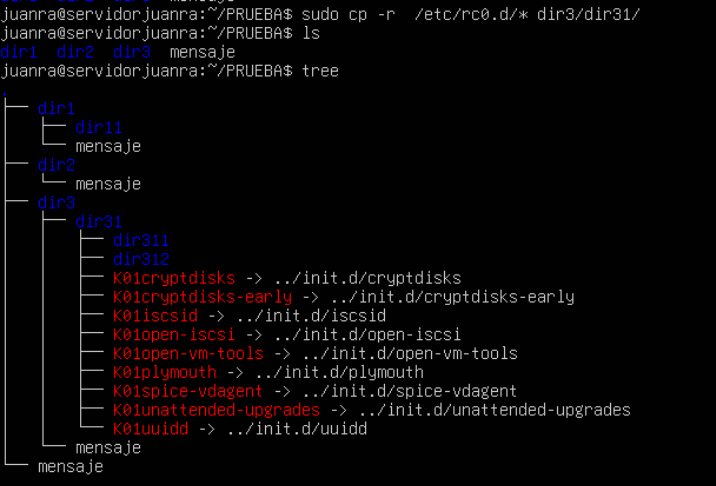 juanra@servidorjuanra:~/PRUEBA$ sudo cp -r  /etc/rc0.d/* dir3/dir31/
juanra@servidorjuanra:~/PRUEBA$ ls
dir1  dir2  dir3  mensaje
juanra@servidorjuanra:~/PRUEBA$ tree
.
├── dir1
│   ├── dir11
│   └── mensaje
├── dir2
│   └── mensaje
├── dir3
│   ├── dir31
│   │   ├── dir311
│   │   ├── dir312
│   │   ├── K01cryptdisks -> ../init.d/cryptdisks
│   │   ├── K01cryptdisks-early -> ../init.d/cryptdisks-early
│   │   ├── K01iscsid -> ../init.d/iscsid
│   │   ├── K01open-iscsi -> ../init.d/open-iscsi
│   │   ├── K01open-vm-tools -> ../init.d/open-vm-tools
│   │   ├── K01plymouth -> ../init.d/plymouth
│   │   ├── K01spice-vdagent -> ../init.d/spice-vdagent
│   │   ├── K01unattended-upgrades -> ../init.d/unattended-upgrades
│   │   └── K01uuidd -> ../init.d/uuidd
│   └── mensaje
└── mensaje